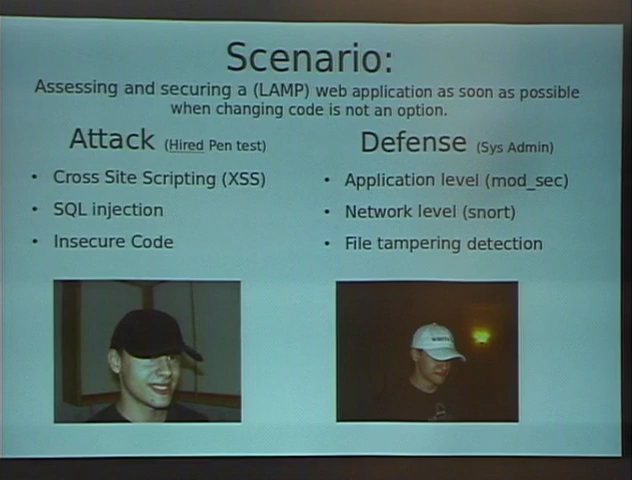 Scenario:
Assessing and securing a (LAMP) web application as soon as possible
when changing code is not an option.
Attack (Hired Pen test)
• Cross Site Scripting (XSS)
• SQL injection
• Insecure Code
Defense (Sys Admin)
• Application level (mod_sec)
• Network level (snort)
• File tampering detection